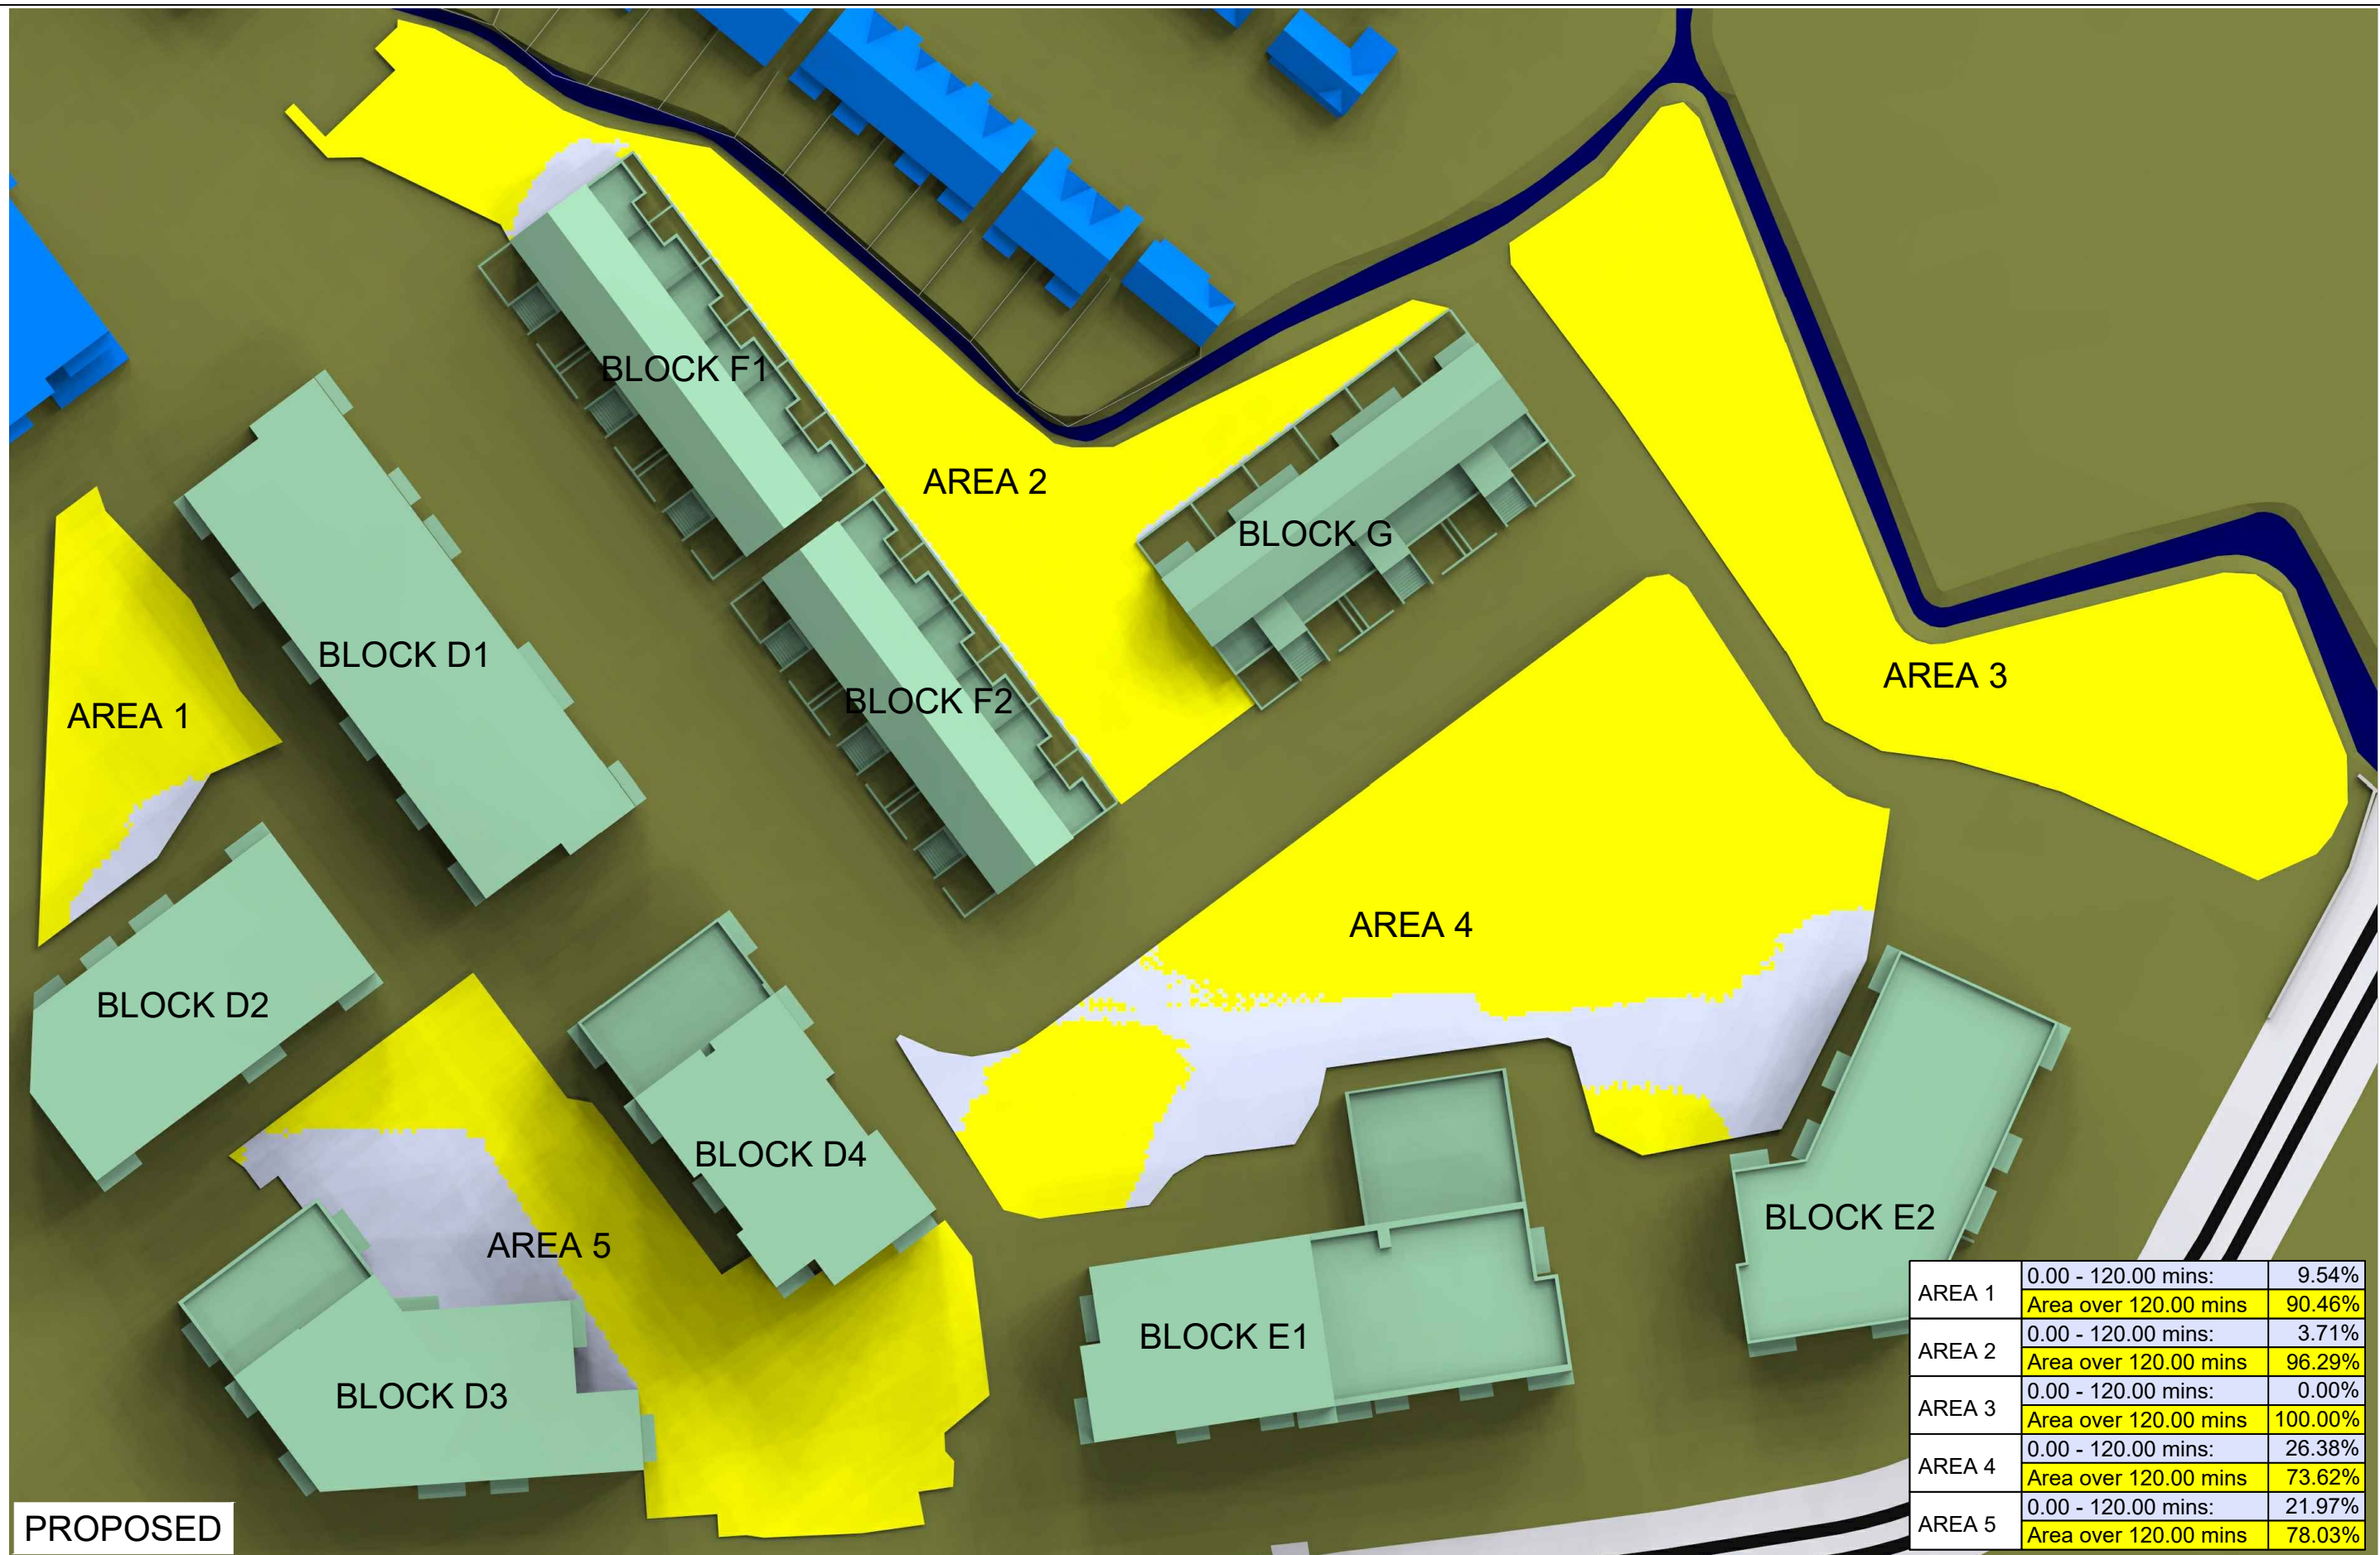 BLOCK F1
AREA 2
BLOCK G
BLOCK D1
AREA 3
BLOCK F2
AREA 1
AREA 4
BLOCK D2
BLOCK D4
BLOCK E2
AREA 5
BLOCK E1
BLOCK D3
PROPOSED
AREA 1
0.00 - 120.00 mins: 9.54%
Area over 120.00 mins 90.46%
AREA 2
0.00 - 120.00 mins: 3.71%
Area over 120.00 mins 96.29%
AREA 3
0.00 - 120.00 mins: 0.00%
Area over 120.00 mins 100.00%
AREA 4
0.00 - 120.00 mins: 26.38%
Area over 120.00 mins 73.62%
AREA 5
0.00 - 120.00 mins: 21.97%
Area over 120.00 mins 78.03%